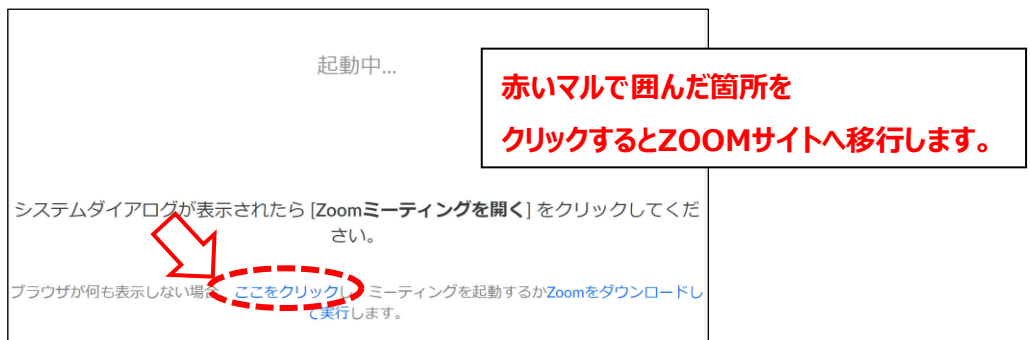 起動中...
赤いマルで囲んだ箇所を
クリックするとZOOMサイトへ移行します。
システムダイアログが表示されたら [Zoomミーティングを開く] をクリックしてくだ
さい。
ブラウザが何も表示しない場合、ここをクリックし、ミーティングを起動するかZoomをダウンロードし
て実行します。